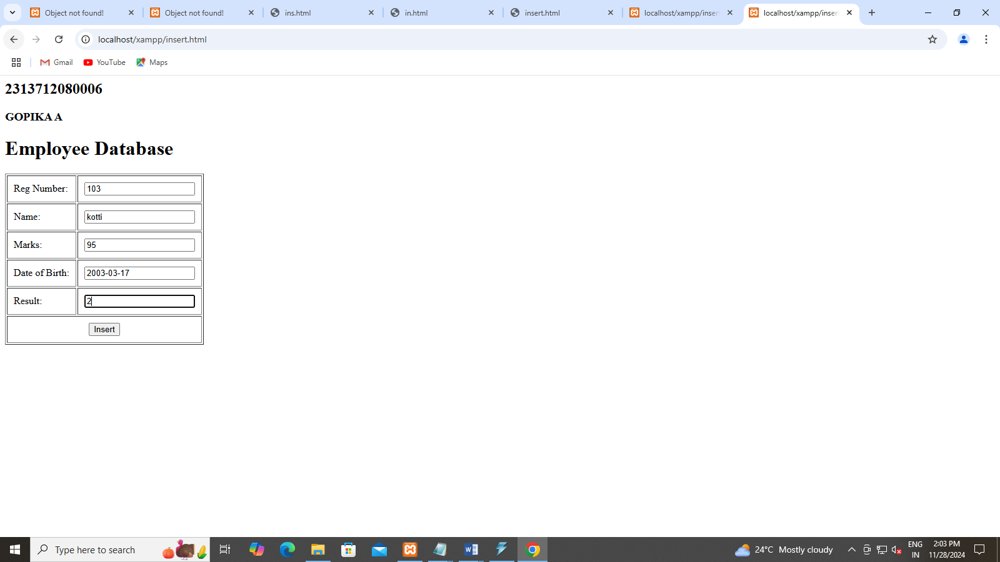 Object not found!
Object not found!
ins.html
in.html
insert.html
localhost/xampp/inser
localhost/xampp/inser
localhost/xampp/insert.html
Gmail
YouTube
Maps
2313712080006
GOPIKA A
Employee Database
Reg Number: 103
Name: kotti
Marks: 95
Date of Birth: 2003-03-17
Result: 2
Insert
Type here to search
24°C Mostly cloudy
ENG
IN
2:03 PM
11/28/2024